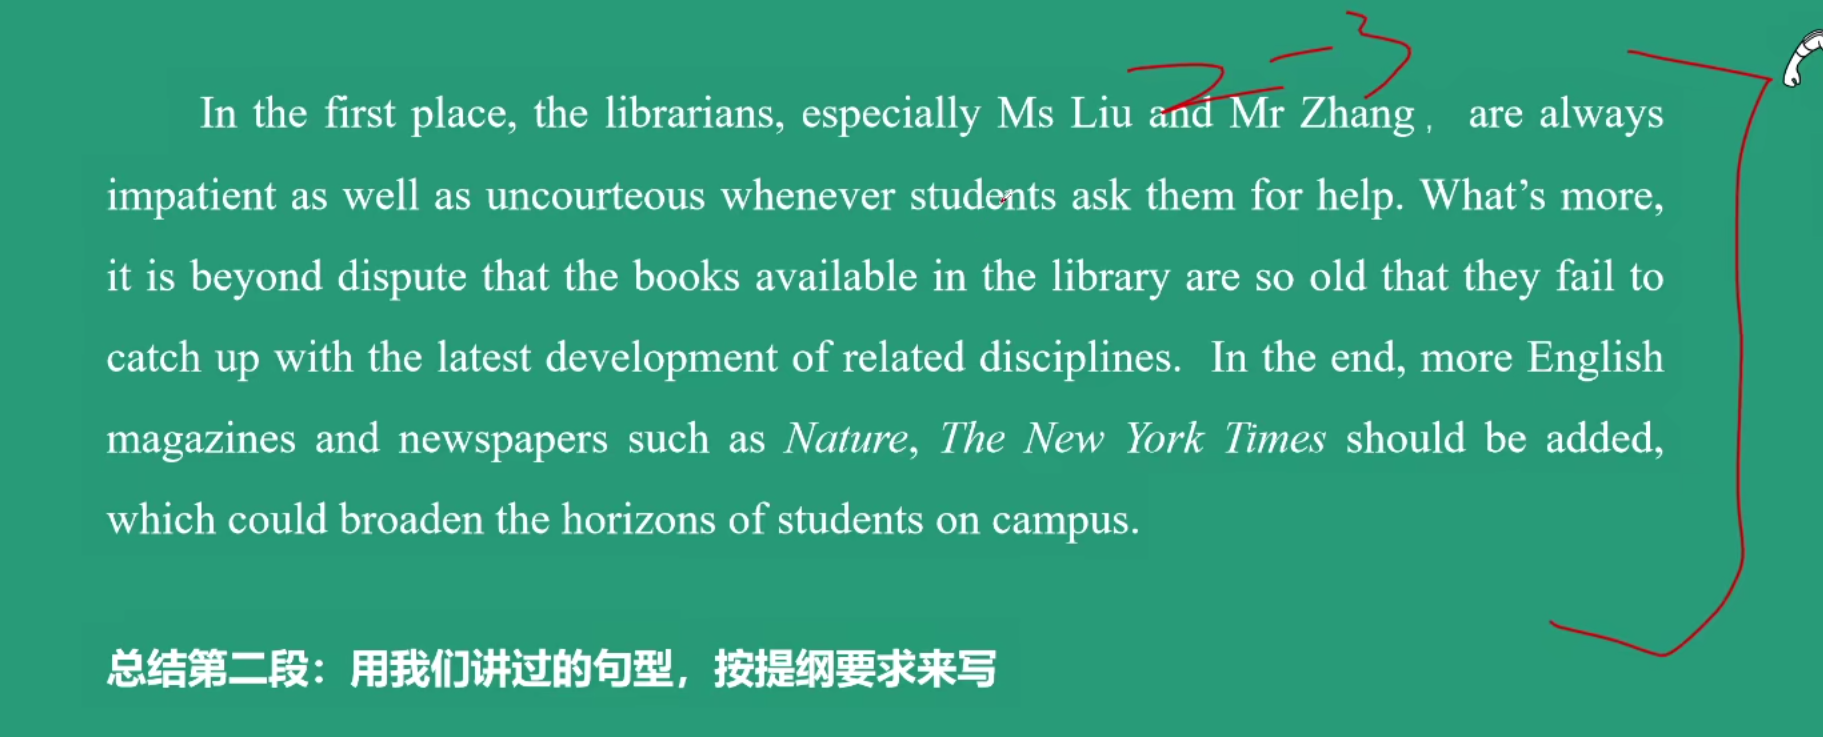 2-3
In the first place, the librarians, especially Ms Liu and Mr Zhang, are always
impatient as well as uncourteous whenever students ask them for help. What’s more,
it is beyond dispute that the books available in the library are so old that they fail to
catch up with the latest development of related disciplines. In the end, more English
magazines and newspapers such as Nature, The New York Times should be added,
which could broaden the horizons of students on campus.
总结第二段：用我们讲过的句型，按提纲要求来写